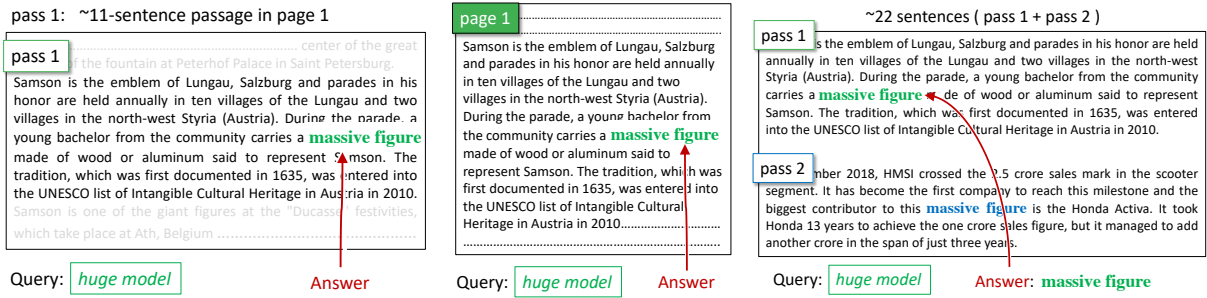 pass 1: ~11-sentence passage in page 1
pass 1
center of the great
of the fountain at Peterhof Palace in Saint Petersburg.
Samson is the emblem of Lungau, Salzburg and parades in his
honor are held annually in ten villages of the Lungau and two
villages in the north-west Styria (Austria). During the parade, a
young bachelor from the community carries a massive figure
made of wood or aluminum said to represent Samson. The
tradition, which was first documented in 1635, was entered into
the UNESCO list of Intangible Cultural Heritage in Austria in 2010.
Samson is one of the giant figures at the "Ducasse" festivities,
which take place at Ath, Belgium
Query: huge model
Answer
page 1
Samson is the emblem of Lungau, Salzburg
and parades in his honor are held annually
in ten villages of the Lungau and two
villages in the north-west Styria (Austria).
During the parade, a young bachelor from
the community carries a massive figure
made of wood or aluminum said to
represent Samson. The tradition, which was
first documented in 1635, was entered into
the UNESCO list of Intangible Cultural
Heritage in Austria in 2010
Query: huge model
Answer
~22 sentences ( pass 1 + pass 2 )
pass 1
is the emblem of Lungau, Salzburg and parades in his honor are held
annually in ten villages of the Lungau and two villages in the north-west
Styria (Austria). During the parade, a young bachelor from the community
carries a massive figure de of wood or aluminum said to represent
Samson. The tradition, which was first documented in 1635, was entered
into the UNESCO list of Intangible Cultural Heritage in Austria in 2010.
pass 2
mber 2018, HMSI crossed the 2.5 crore sales mark in the scooter
segment. It has become the first company to reach this milestone and the
biggest contributor to this massive figure is the Honda Activa. It took
Honda 13 years to achieve the one crore sales figure, but it managed to add
another crore in the span of just three years.
Query: huge model
Answer: massive figure